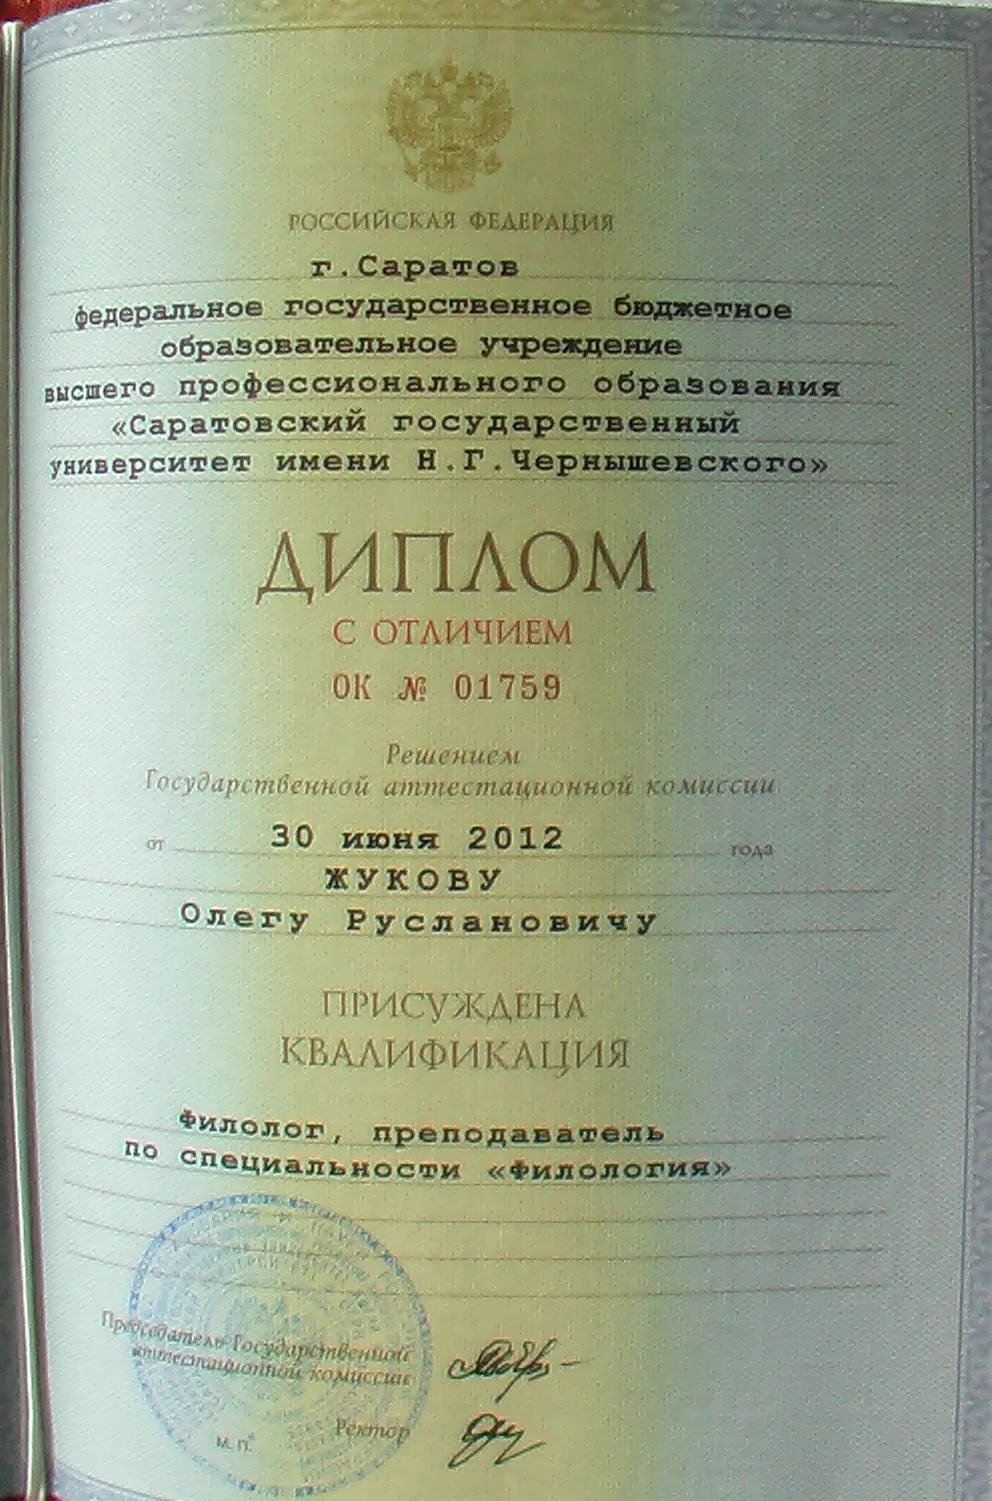 РОССИЙСКАЯ ФЕДЕРАЦИЯ
г.Саратов
федеральное государственное бюджетное
образовательное учреждение
высшего профессионального образования
«Саратовский государственный
университет имени Н.Г.Чернышевского»
ДИПЛОМ
С ОТЛИЧИЕМ
ОК № 01759
Решением
Государственной аттестационной комиссии
от 30 июня 2012 года
ЖУКОВУ
Олегу Руслановичу
ПРИСУЖДЕНА
КВАЛИФИКАЦИЯ
Филолог, преподаватель
по специальности «Филология»
Председатель Государственной
аттестационной комиссии
Ректор
М.П.